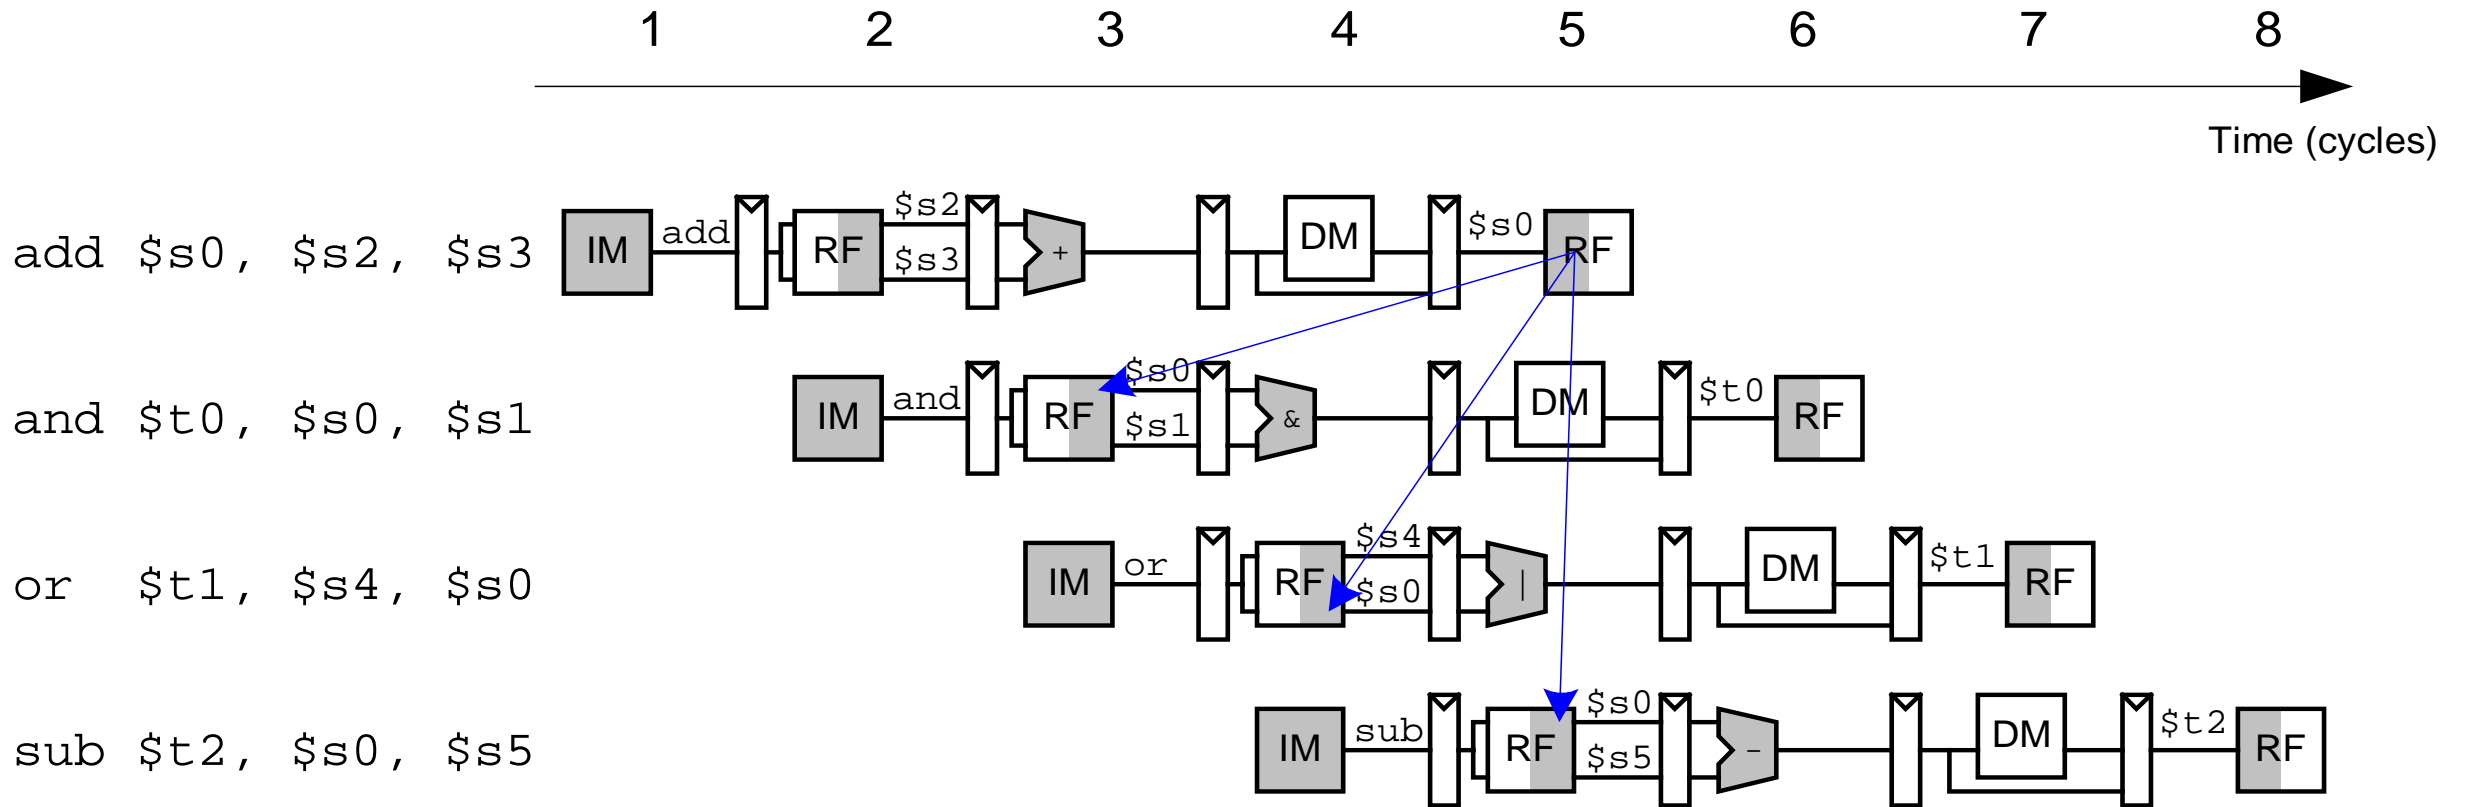 1 2 3 4 5 6 7 8
Time (cycles)
add $s0, $s2, $s3 IM add RF $s2 $s3 + DM $s0 RF
and $t0, $s0, $s1 IM and RF $s0 $s1 & DM $t0 RF
or $t1, $s4, $s0 IM or RF $s4 $s0 | DM $t1 RF
sub $t2, $s0, $s5 IM sub RF $s0 $s5 - DM $t2 RF